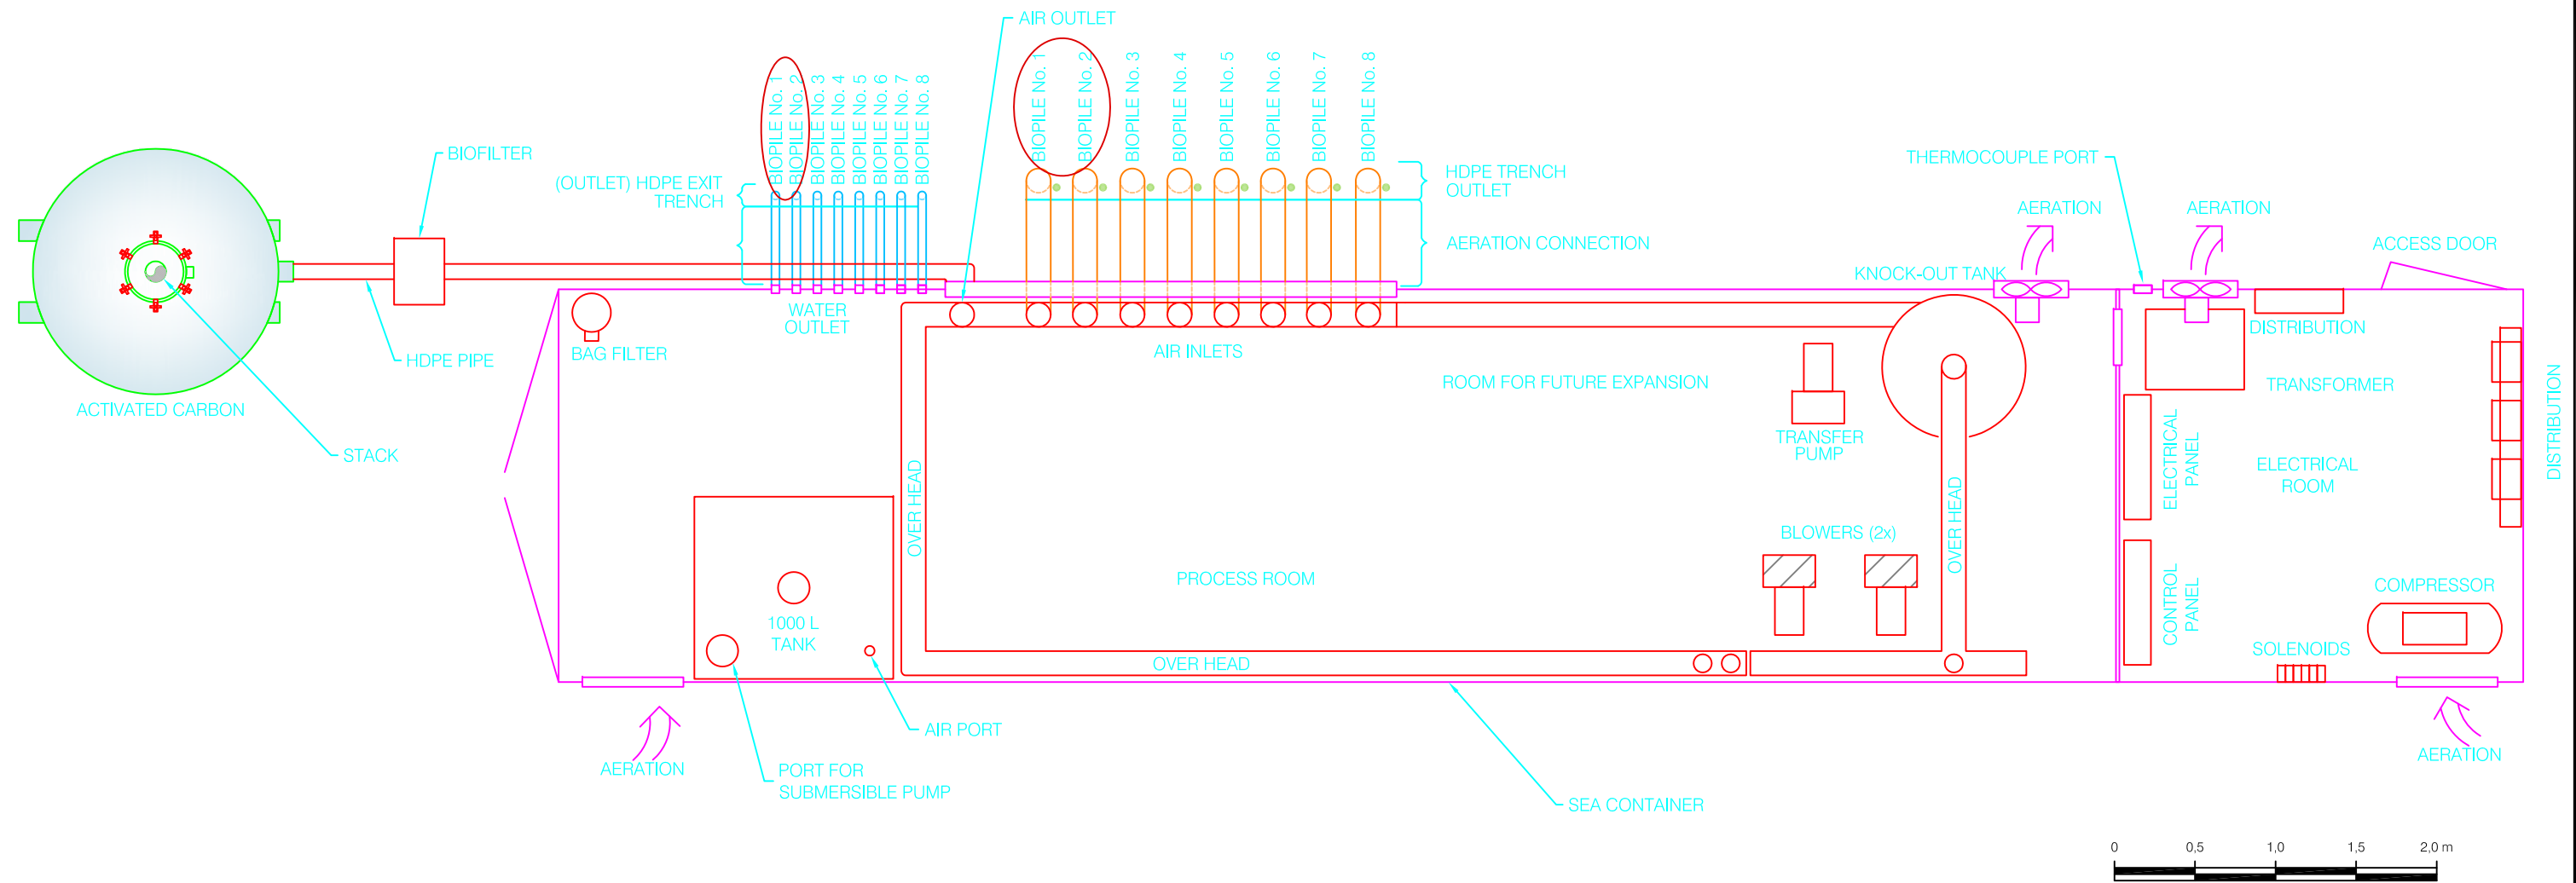 AIR OUTLET
BIOPILE No. 1
BIOPILE No. 2
BIOPILE No. 3
BIOPILE No. 4
BIOPILE No. 5
BIOPILE No. 6
BIOPILE No. 7
BIOPILE No. 8
BIOPILE No. 1
BIOPILE No. 2
BIOPILE No. 3
BIOPILE No. 4
BIOPILE No. 5
BIOPILE No. 6
BIOPILE No. 7
BIOPILE No. 8
BIOFILTER
(OUTLET) HDPE EXIT
TRENCH
HDPE TRENCH
OUTLET
AERATION CONNECTION
THERMOCOUPLE PORT
AERATION
AERATION
ACCESS DOOR
KNOCK-OUT TANK
WATER
OUTLET
BAG FILTER
HDPE PIPE
AIR INLETS
ROOM FOR FUTURE EXPANSION
DISTRIBUTION
TRANSFORMER
DISTRIBUTION
ACTIVATED CARBON
STACK
TRANSFER
PUMP
ELECTRICAL
PANEL
ELECTRICAL
ROOM
OVER HEAD
OVER HEAD
BLOWERS (2x)
PROCESS ROOM
CONTROL
PANEL
COMPRESSOR
1000 L
TANK
OVER HEAD
SOLENOIDS
AIR PORT
AERATION
PORT FOR
SUBMERSIBLE PUMP
SEA CONTAINER
AERATION
0 0,5 1,0 1,5 2,0 m